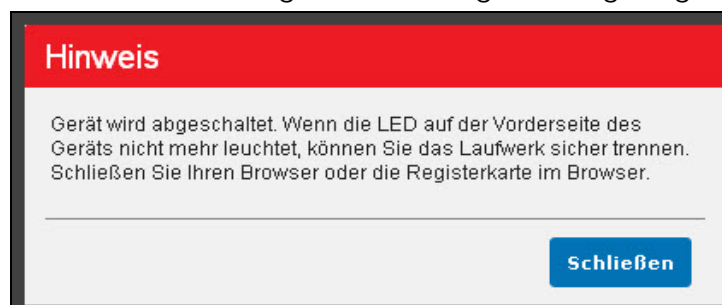 Hinweis
Gerät wird abgeschaltet. Wenn die LED auf der Vorderseite des
Geräts nicht mehr leuchtet, können Sie das Laufwerk sicher trennen.
Schließen Sie Ihren Browser oder die Registerkarte im Browser.
Schließen